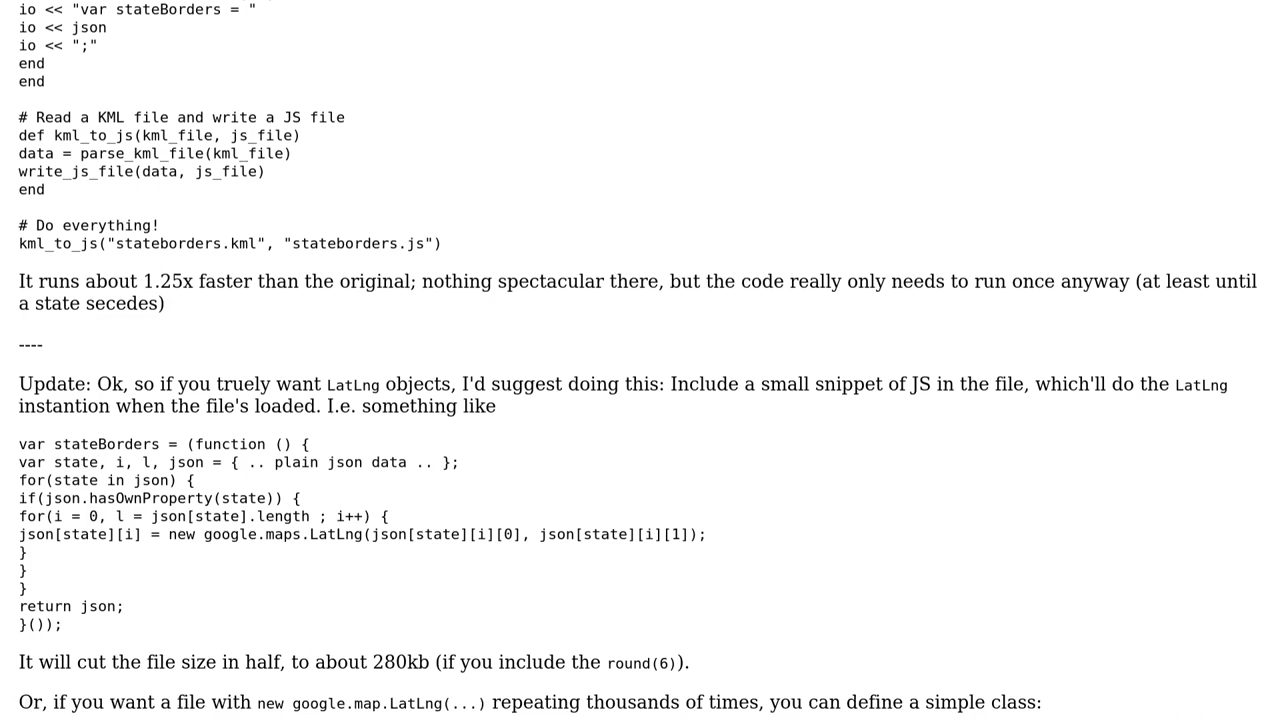 io << "var stateBorders = "
io << json
io << ";"
end
end
# Read a KML file and write a JS file
def kml_to_js(kml_file, js_file)
data = parse_kml_file(kml_file)
write_js_file(data, js_file)
end
# Do everything!
kml_to_js("stateborders.kml", "stateborders.js")
It runs about 1.25x faster than the original; nothing spectacular there, but the code really only needs to run once anyway (at least until
a state secedes)
----
Update: Ok, so if you truely want LatLng objects, I'd suggest doing this: Include a small snippet of JS in the file, which'll do the LatLng
instantion when the file's loaded. I.e. something like
var stateBorders = (function () {
var state, i, l, json = { .. plain json data .. };
for(state in json) {
if(json.hasOwnProperty(state)) {
for(i = 0, l = json[state].length ; i++) {
json[state][i] = new google.maps.LatLng(json[state][i][0], json[state][i][1]);
}
}
}
return json;
}());
It will cut the file size in half, to about 280kb (if you include the round(6)).
Or, if you want a file with new google.map.LatLng(...) repeating thousands of times, you can define a simple class: